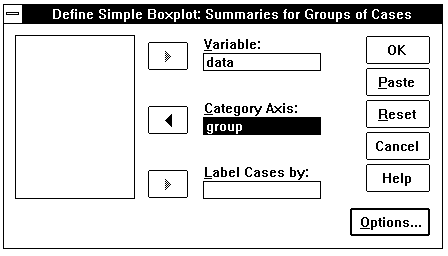 Define Simple Boxplot: Summaries for Groups of Cases
Variable:
data
Category Axis:
group
Label Cases by:
OK
Paste
Reset
Cancel
Help
Options...